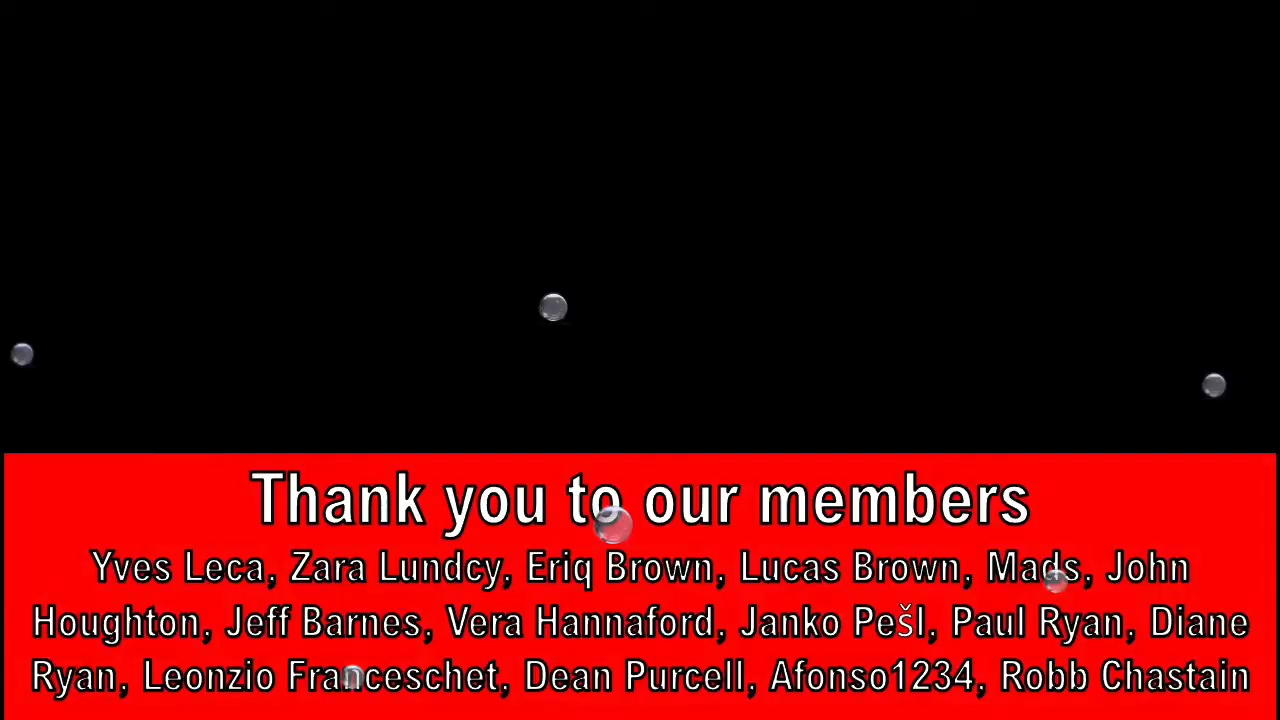 Thank you to our members
Yves Leca, Zara Lundcy, Eriq Brown, Lucas Brown, Mads, John
Houghton, Jeff Barnes, Vera Hannaford, Janko Pešl, Paul Ryan, Diane
Ryan, Leonzio Franceschet, Dean Purcell, Afonso1234, Robb Chastain